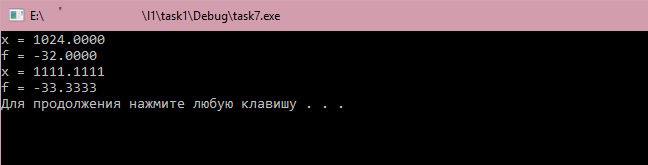 E:\ \l1\task1\Debug\task7.exe
x = 1024.0000
f = -32.0000
x = 1111.1111
f = -33.3333
Для продолжения нажмите любую клавишу . . .